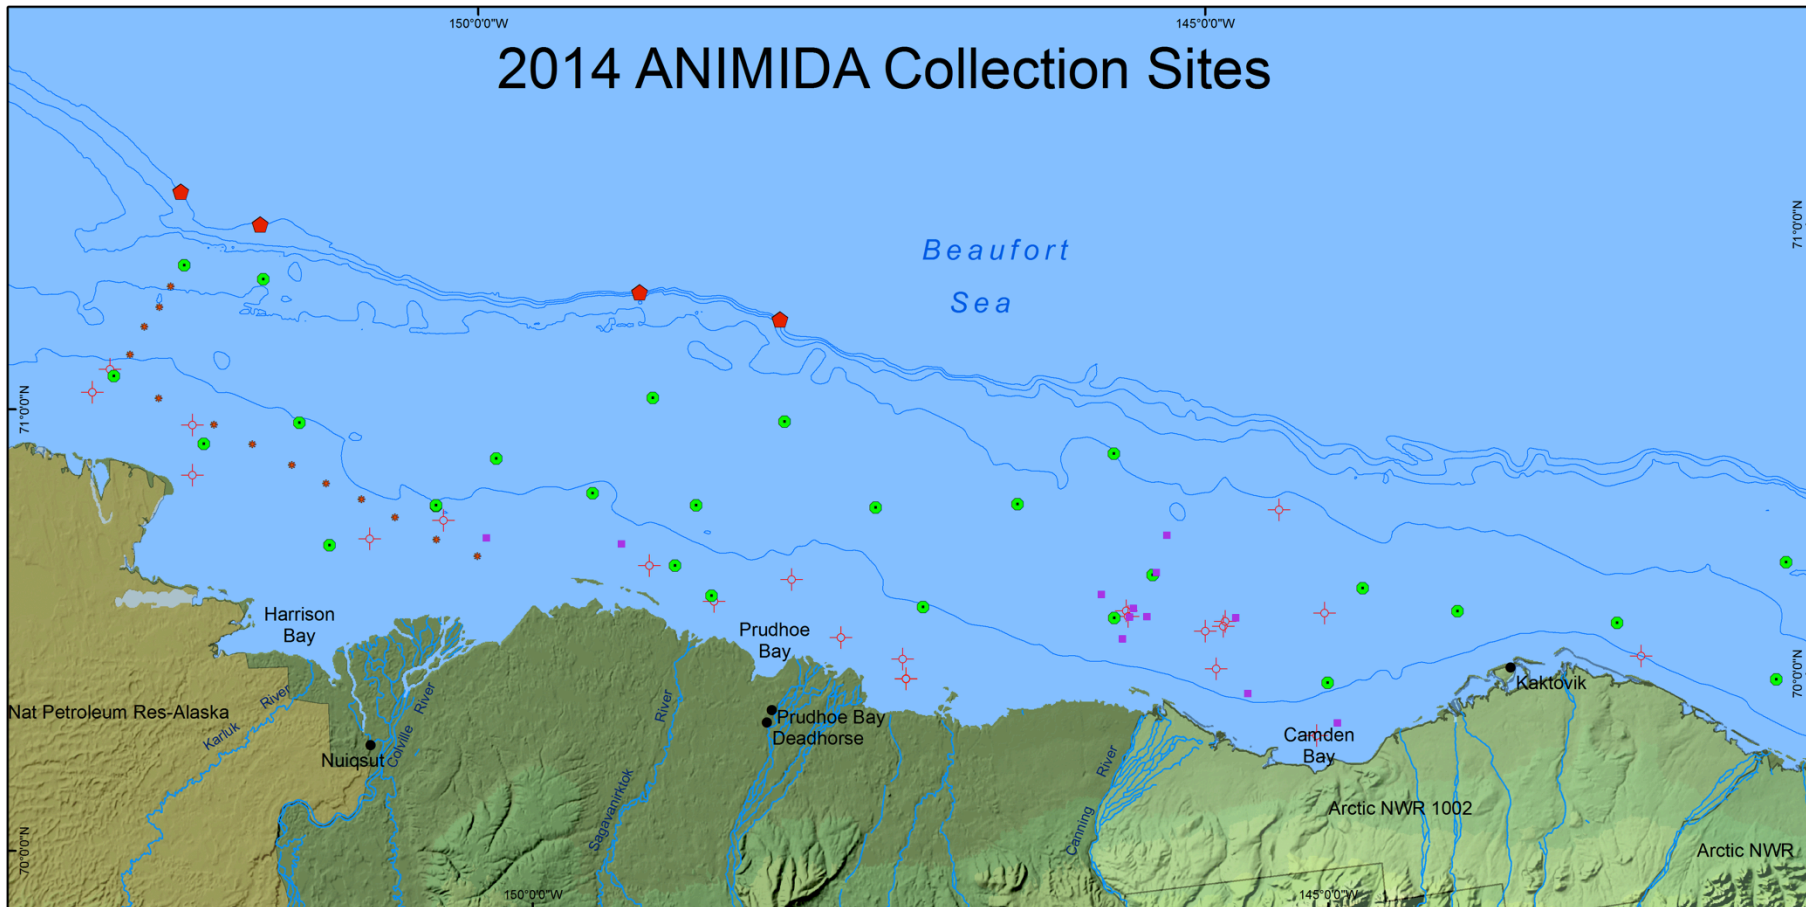 150°0'0"W
145°0'0"W
2014 ANIMIDA Collection Sites
71°0'0"N
Beaufort
Sea
71°0'0"N
Harrison
Bay
Prudhoe
Bay
70°0'0"N
Kaktovik
Nat Petroleum Res-Alaska
Karluk River
Colville River
Nuiqsut
Sagavanirktok River
Prudhoe Bay
Deadhorse
Canning River
Camden
Bay
Arctic NWR 1002
Arctic NWR
70°0'0"N
150°0'0"W
145°0'0"W